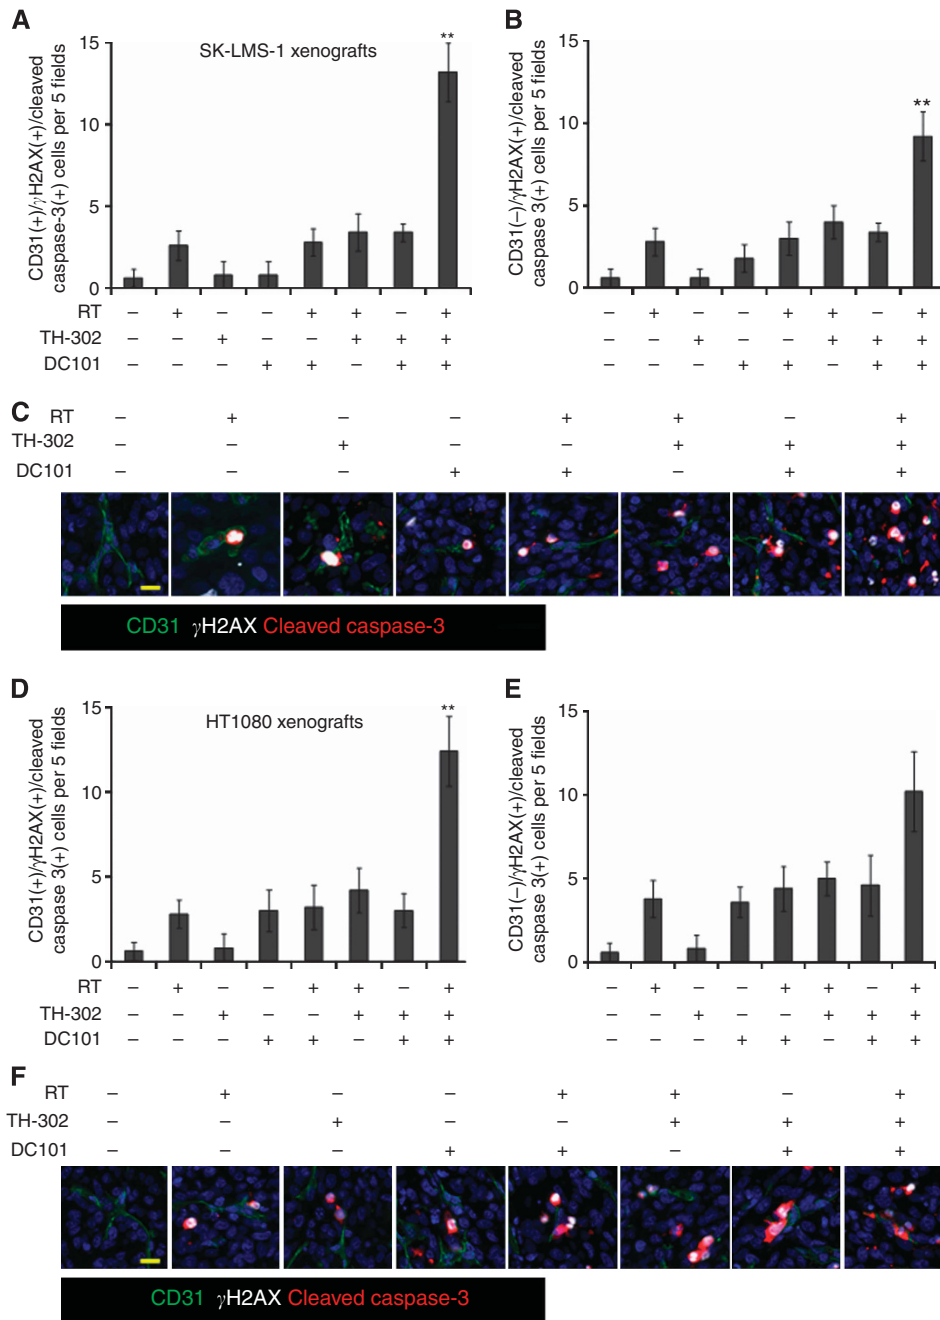 A
CD31(+)/γH2AX(+)/cleaved
caspase-3(+) cells per 5 fields
15
10
5
0
SK-LMS-1 xenografts
**
RT – + – – + + – +
TH-302 – – + – – + + +
DC101 – – – + + – + +
B
CD31(–)/γH2AX(+)/cleaved
caspase 3(+) cells per 5 fields
15
10
5
0
**
– + – – + + – +
– – + – – + + +
– – – + + – + +
C
RT – + – – + + – +
TH-302 – – + – – + + +
DC101 – – – + + – + +
CD31 γH2AX Cleaved caspase-3
D
CD31(+)/γH2AX(+)/cleaved
caspase 3(+) cells per 5 fields
15
10
5
0
HT1080 xenografts
**
RT – + – – + + – +
TH-302 – – + – – + + +
DC101 – – – + + – + +
E
CD31(–)/γH2AX(+)/cleaved
caspase 3(+) cells per 5 fields
15
10
5
0
– + – – + + – +
– – + – – + + +
– – – + + – + +
F
RT – + – – + + – +
TH-302 – – + – – + + +
DC101 – – – + + – + +
CD31 γH2AX Cleaved caspase-3